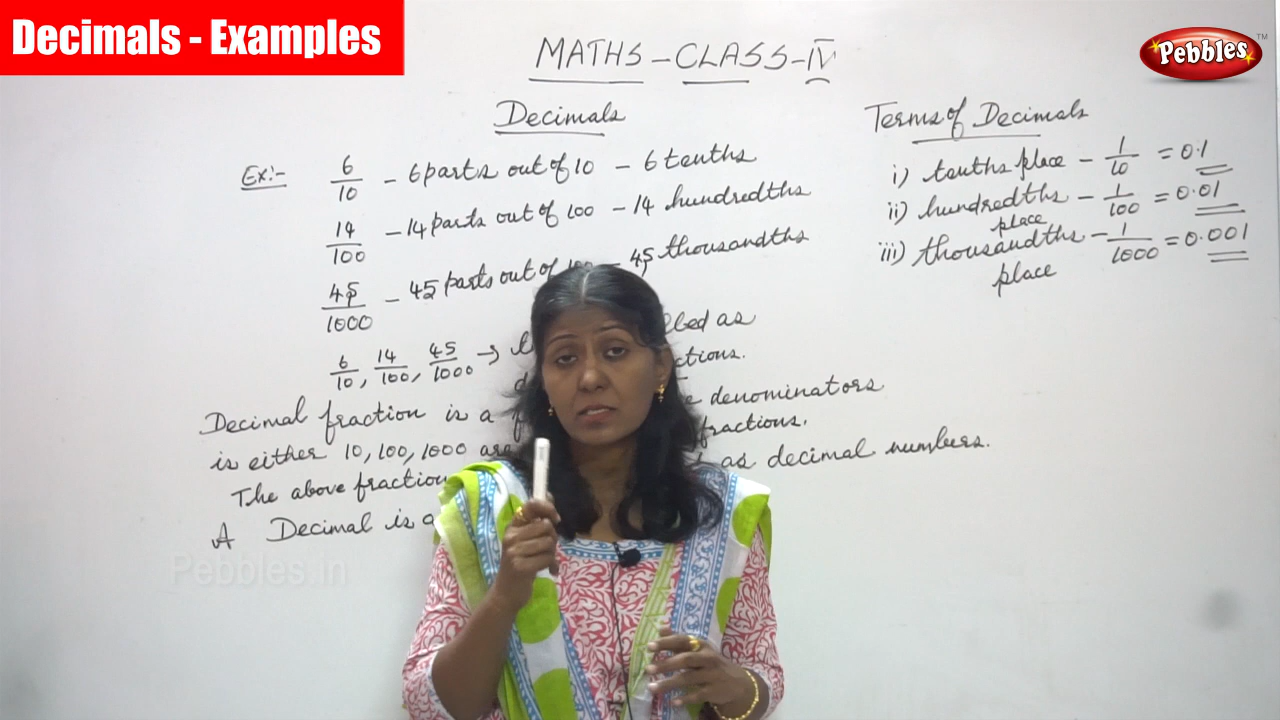 Decimals - Examples
Pebbles TM
MATHS - CLASS - IV
Decimals
Ex:- 6/10 - 6 parts out of 10 - 6 tenths
14/100 - 14 parts out of 100 - 14 hundredths
45/1000 - 45 parts out of - 45 thousandths
6/10, 14/100, 45/1000 → as
Decimal fraction is a denominators
is either 10, 100, 1000 are fractions.
The above as decimal numbers.
A Decimal is a
Terms of Decimals
i) tenths place - 1/10 = 0.1
ii) hundredths place - 1/100 = 0.01
iii) thousandths place - 1/1000 = 0.001
Pebbles.in